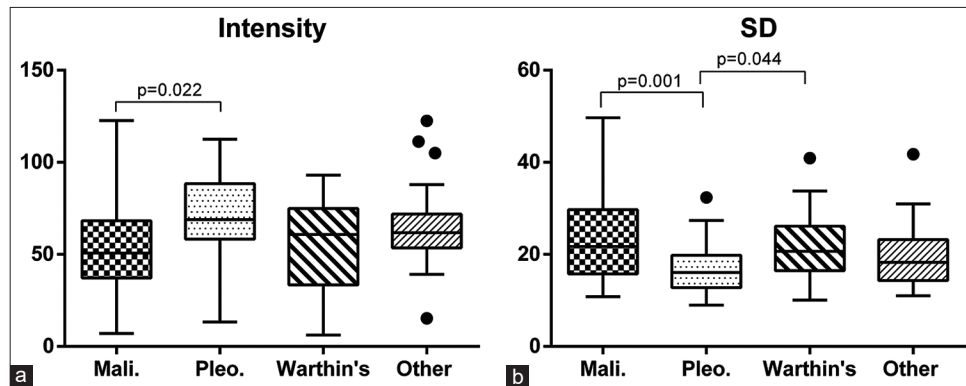 Intensity
150
100
50
0
p=0.022
Mali. Pleo. Warthin's Other
a
SD
60
40
20
0
p=0.001
p=0.044
Mali. Pleo. Warthin's Other
b